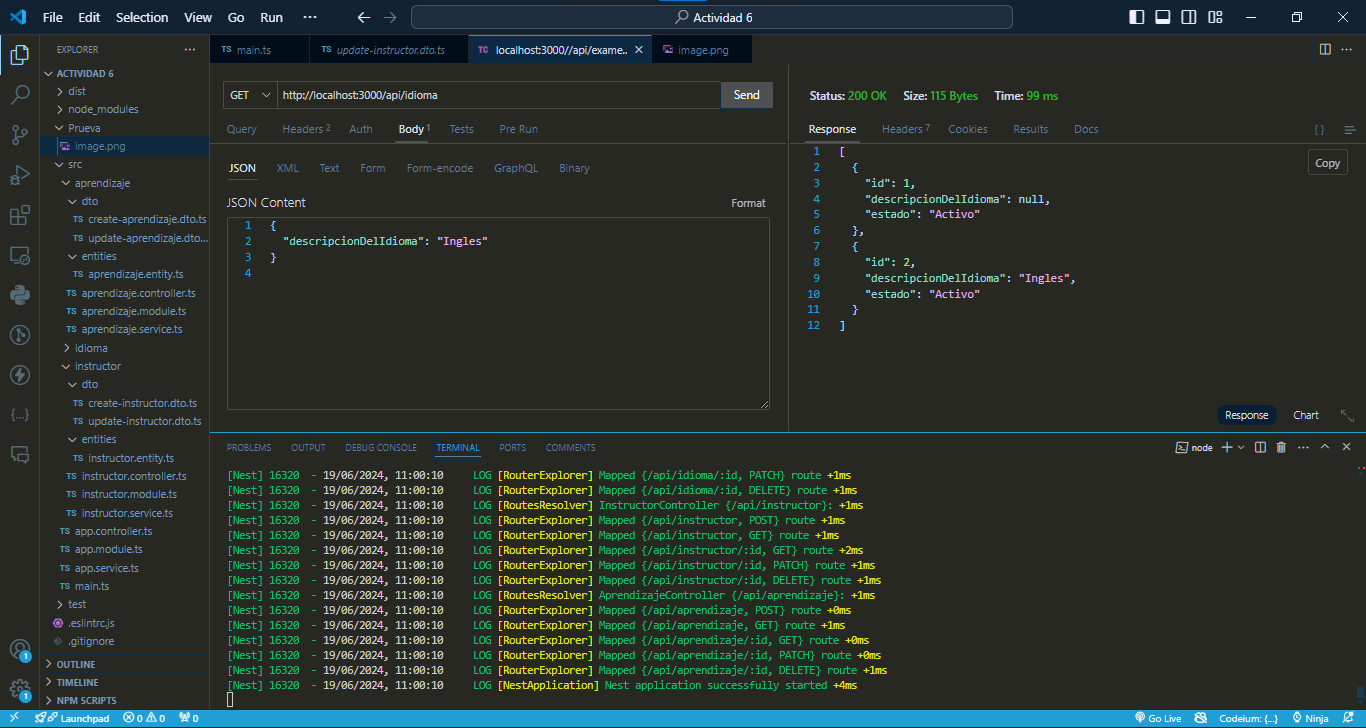 File Edit Selection View Go Run ··· Actividad 6
EXPLORER
ACTIVIDAD 6
dist
node_modules
Prueva
image.png
src
aprendizaje
dto
TS create-aprendizaje.dto.ts
TS update-aprendizaje.dto...
entities
TS aprendizaje.entity.ts
TS aprendizaje.controller.ts
TS aprendizaje.module.ts
TS aprendizaje.service.ts
idioma
instructor
dto
TS create-instructor.dto.ts
TS update-instructor.dto.ts
entities
TS instructor.entity.ts
TS instructor.controller.ts
TS instructor.module.ts
TS instructor.service.ts
TS app.controller.ts
TS app.module.ts
TS app.service.ts
TS main.ts
test
.eslintrc.js
.gitignore
OUTLINE
TIMELINE
NPM SCRIPTS
TS main.ts TS update-instructor.dto.ts TC localhost:3000//api/exame.. image.png
GET http://localhost:3000/api/idioma Send
Query Headers 2 Auth Body 1 Tests Pre Run
JSON XML Text Form Form-encode GraphQL Binary
JSON Content Format
1 {
2 "descripcionDelIdioma": "Ingles"
3 }
4
Status: 200 OK Size: 115 Bytes Time: 99 ms
Response Headers 7 Cookies Results Docs { }
Copy
1 [
2 {
3 "id": 1,
4 "descripcionDelIdioma": null,
5 "estado": "Activo"
6 },
7 {
8 "id": 2,
9 "descripcionDelIdioma": "Ingles",
10 "estado": "Activo"
11 }
12 ]
Response Chart
PROBLEMS OUTPUT DEBUG CONSOLE TERMINAL PORTS COMMENTS node
[Nest] 16320 - 19/06/2024, 11:00:10 LOG [RouterExplorer] Mapped {/api/idioma/:id, PATCH} route +1ms
[Nest] 16320 - 19/06/2024, 11:00:10 LOG [RouterExplorer] Mapped {/api/idioma/:id, DELETE} route +1ms
[Nest] 16320 - 19/06/2024, 11:00:10 LOG [RoutesResolver] InstructorController {/api/instructor}: +1ms
[Nest] 16320 - 19/06/2024, 11:00:10 LOG [RouterExplorer] Mapped {/api/instructor, POST} route +1ms
[Nest] 16320 - 19/06/2024, 11:00:10 LOG [RouterExplorer] Mapped {/api/instructor, GET} route +1ms
[Nest] 16320 - 19/06/2024, 11:00:10 LOG [RouterExplorer] Mapped {/api/instructor/:id, GET} route +2ms
[Nest] 16320 - 19/06/2024, 11:00:10 LOG [RouterExplorer] Mapped {/api/instructor/:id, PATCH} route +1ms
[Nest] 16320 - 19/06/2024, 11:00:10 LOG [RouterExplorer] Mapped {/api/instructor/:id, DELETE} route +1ms
[Nest] 16320 - 19/06/2024, 11:00:10 LOG [RoutesResolver] AprendizajeController {/api/aprendizaje}: +1ms
[Nest] 16320 - 19/06/2024, 11:00:10 LOG [RouterExplorer] Mapped {/api/aprendizaje, POST} route +0ms
[Nest] 16320 - 19/06/2024, 11:00:10 LOG [RouterExplorer] Mapped {/api/aprendizaje, GET} route +1ms
[Nest] 16320 - 19/06/2024, 11:00:10 LOG [RouterExplorer] Mapped {/api/aprendizaje/:id, GET} route +0ms
[Nest] 16320 - 19/06/2024, 11:00:10 LOG [RouterExplorer] Mapped {/api/aprendizaje/:id, PATCH} route +0ms
[Nest] 16320 - 19/06/2024, 11:00:10 LOG [RouterExplorer] Mapped {/api/aprendizaje/:id, DELETE} route +1ms
[Nest] 16320 - 19/06/2024, 11:00:10 LOG [NestApplication] Nest application successfully started +4ms
1
1
Launchpad 0 0 0 Go Live Codeium: {...} Ninja